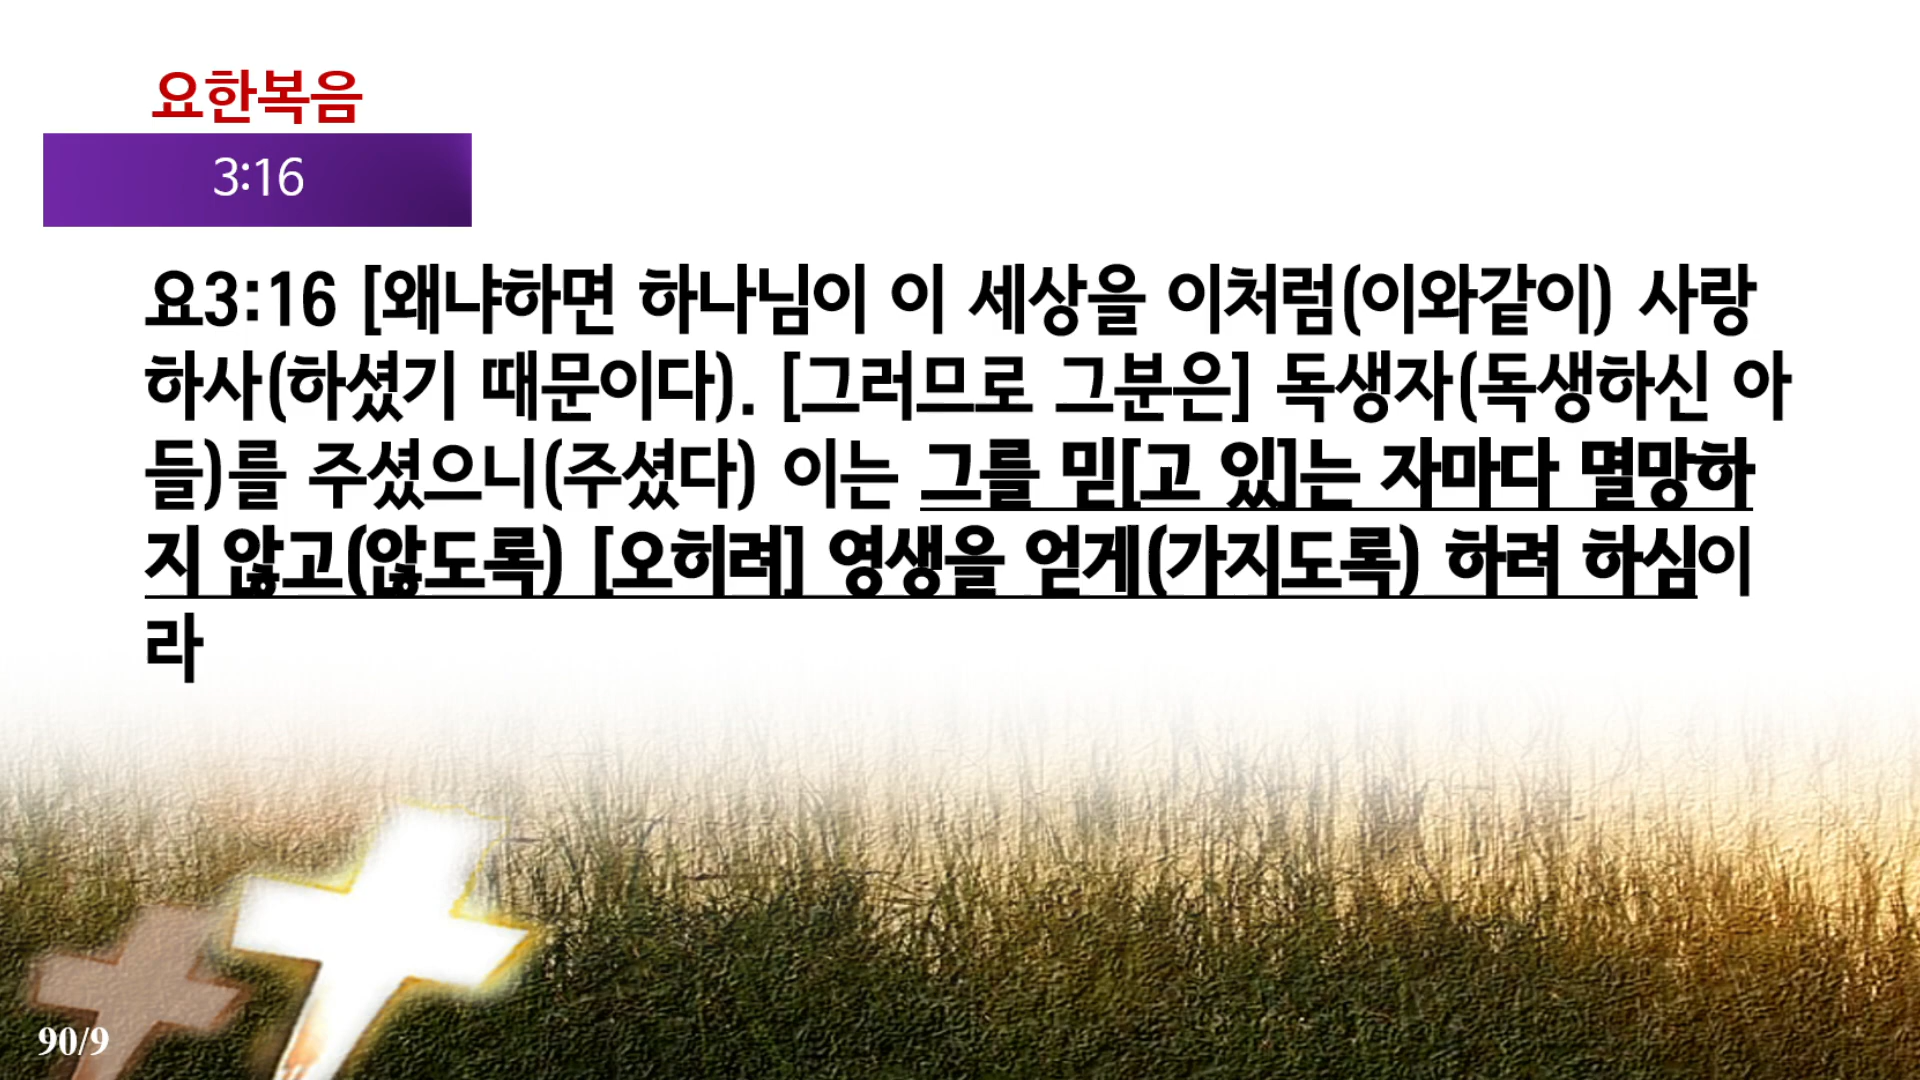 요한복음
3:16
요3:16 [왜냐하면 하나님이 이 세상을 이처럼(이와같이) 사랑
하사(하셨기 때문이다). [그러므로 그분은] 독생자(독생하신 아
들)를 주셨으니(주셨다) 이는 그를 믿[고 있]는 자마다 멸망하
지 않고(않도록) [오히려] 영생을 얻게(가지도록) 하려 하심이
라
90/9